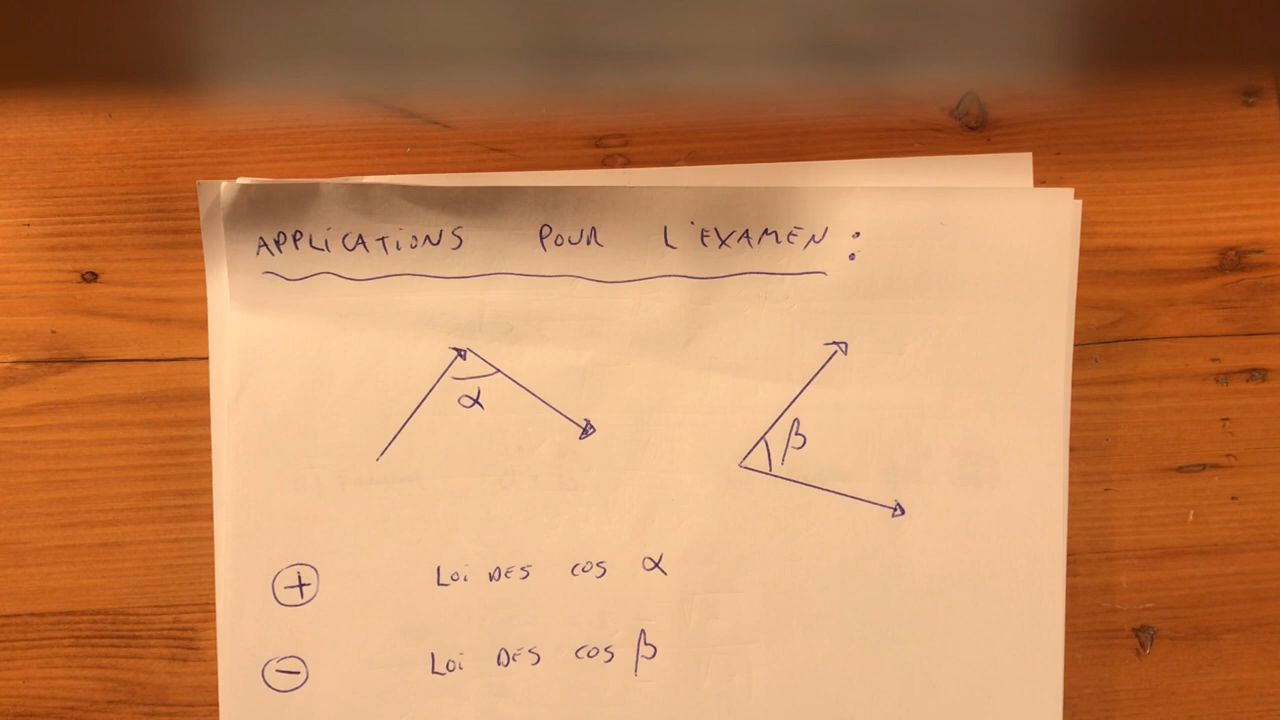 APPLICATIONS POUR L'EXAMEN :
α
β
+ LOI DES COS α
- LOI DES COS β